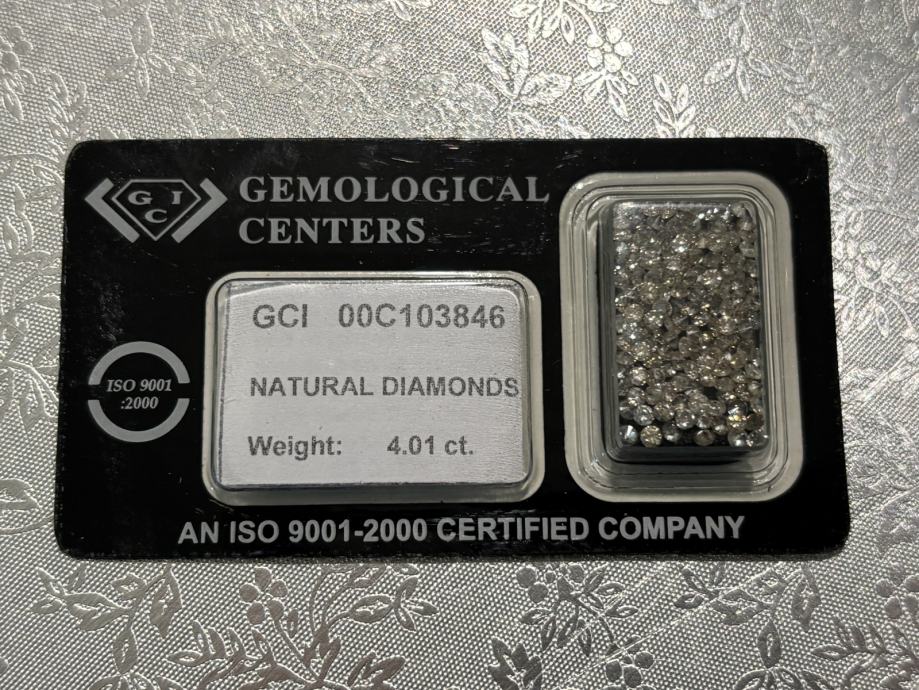 G I
C
GEMOLOGICAL
CENTERS
GCI 00C103846
NATURAL DIAMONDS
Weight: 4.01 ct.
ISO 9001
:2000
AN ISO 9001-2000 CERTIFIED COMPANY